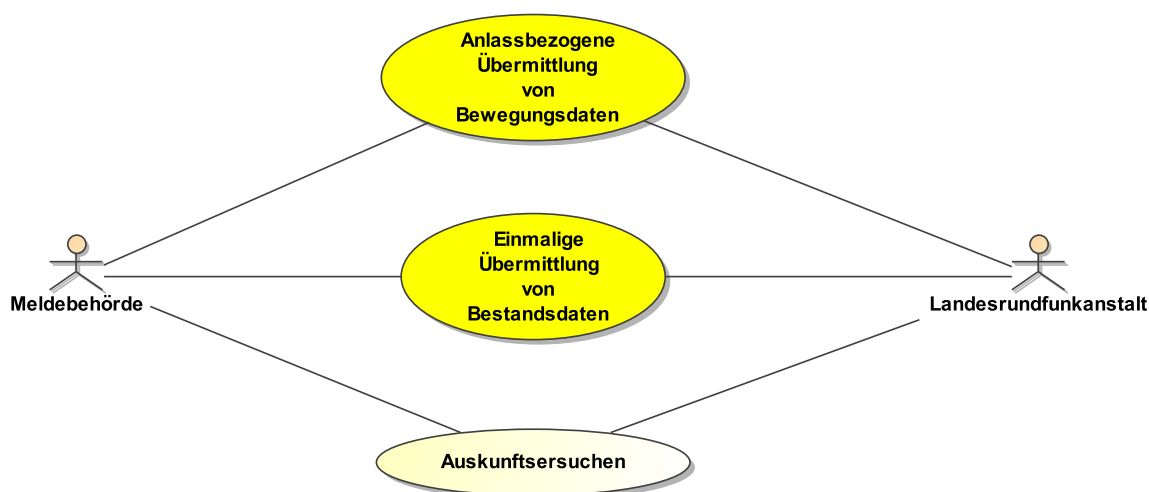 Anlassbezogene
Übermittlung
von
Bewegungsdaten
Einmalige
Übermittlung
von
Bestandsdaten
Meldebehörde
Landesrundfunkanstalt
Auskunftsersuchen